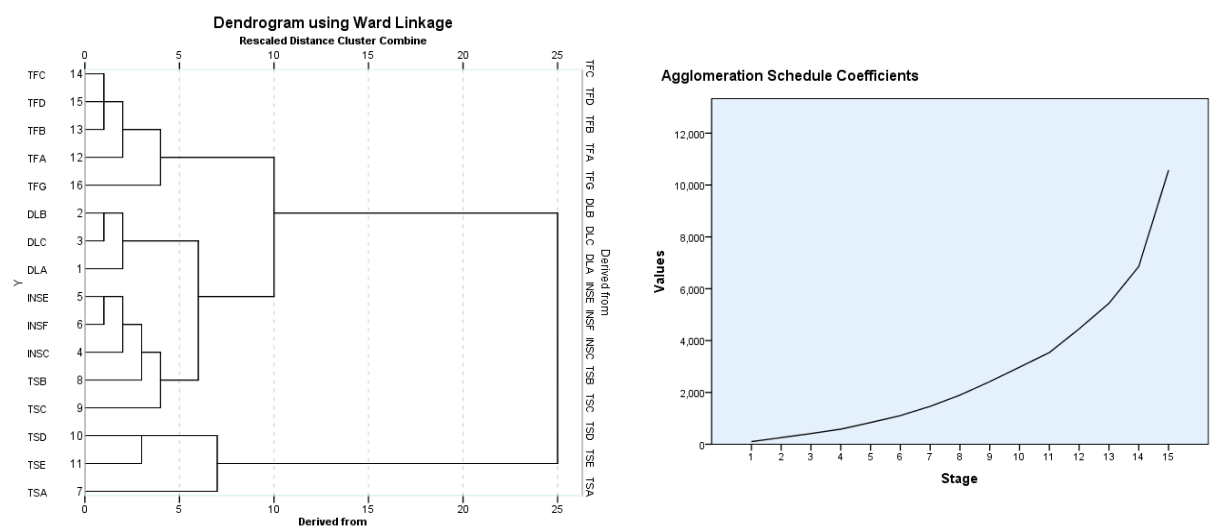 Dendrogram using Ward Linkage
Rescaled Distance Cluster Combine
0 5 10 15 20 25
TFC 14
TFD 15
TFB 13
TFA 12
TFG 16
DLB 2
DLC 3
DLA 1
INSE 5
INSF 6
INSC 4
TSB 8
TSC 9
TSD 10
TSE 11
TSA 7
Y
0 5 10 15 20 25
Derived from
TFC
TFD
TFB
TFA
TFG
DLB
DLC
DLA
INSE
INSF
INSC
TSB
TSC
TSD
TSE
TSA
Derived from
Agglomeration Schedule Coefficients
12,000
10,000
8,000
6,000
4,000
2,000
0
Values
1 2 3 4 5 6 7 8 9 10 11 12 13 14 15
Stage